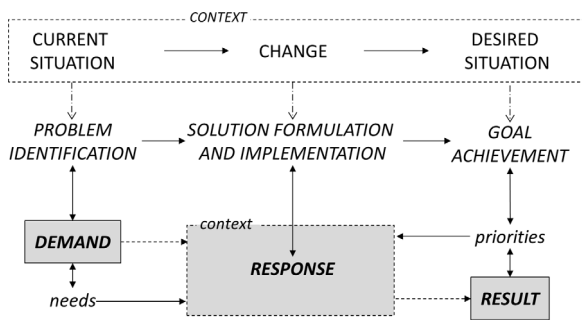 CONTEXT
CURRENT SITUATION
CHANGE
DESIRED SITUATION
PROBLEM IDENTIFICATION
SOLUTION FORMULATION AND IMPLEMENTATION
GOAL ACHIEVEMENT
context
DEMAND
priorities
RESPONSE
needs
RESULT